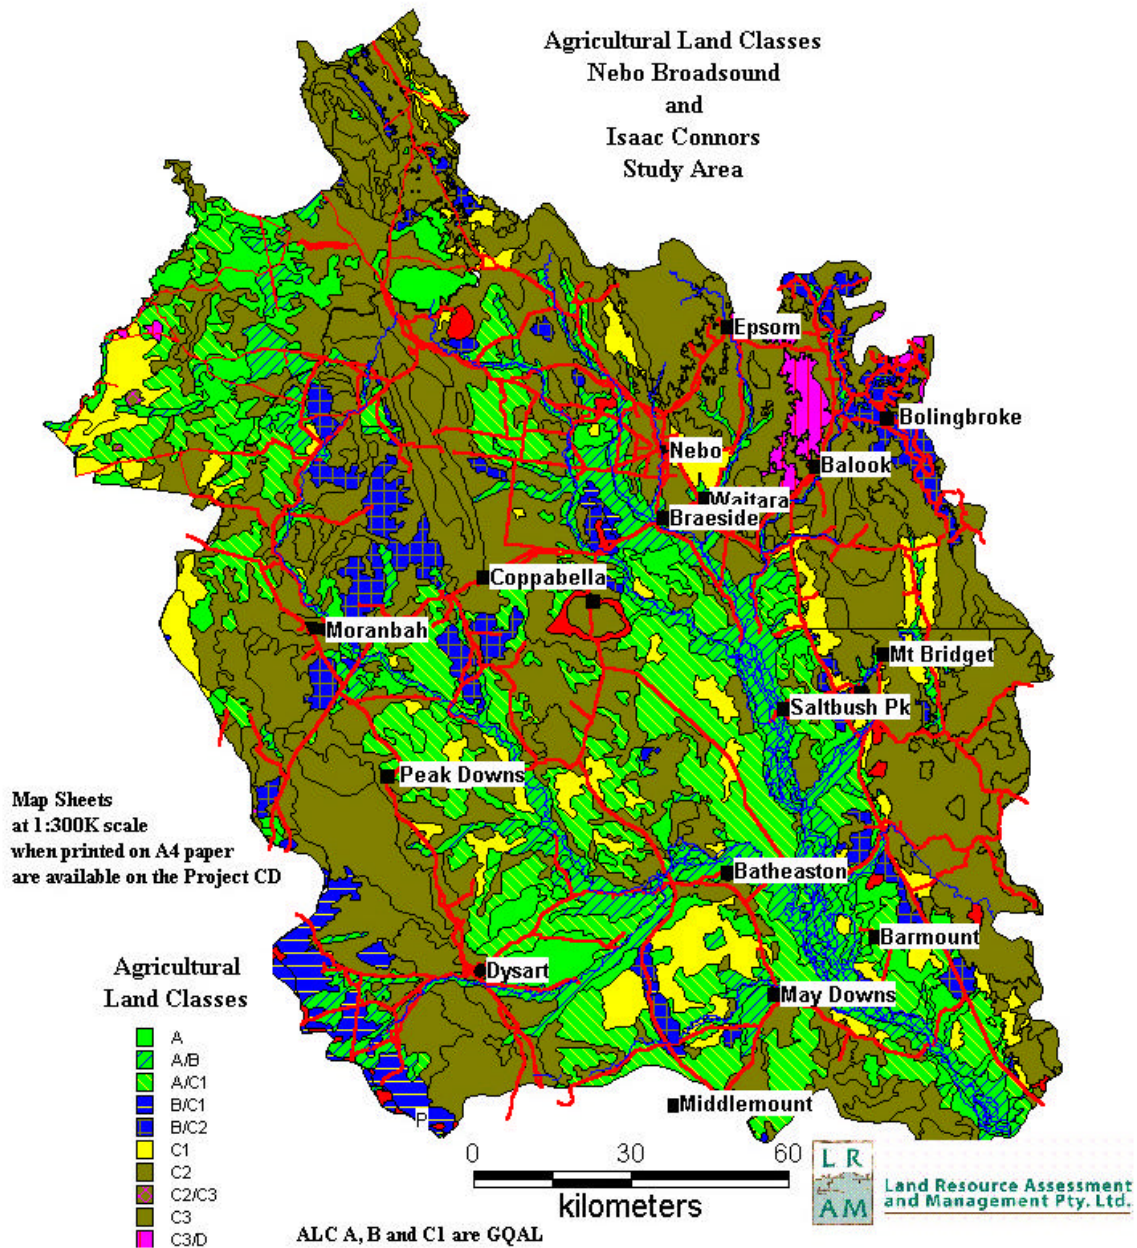 Agricultural Land Classes
Nebo Broadsound
and
Isaac Connors
Study Area
Epsom
Bolingbroke
Nebo
Balook
Waitara
Braeside
Coppabella
Moranbah
Mt Bridget
Saltbush Pk
Peak Downs
Map Sheets
at 1:300K scale
when printed on A4 paper
are available on the Project CD
Batheaston
Barmount
Dysart
May Downs
Middlemount
P
Agricultural
Land Classes
A
A/B
A/C1
B/C1
B/C2
C1
C2
C2/C3
C3
C3/D
0 30 60
kilometers
ALC A, B and C1 are GQAL
L R
A M
Land Resource Assessment
and Management Pty. Ltd.